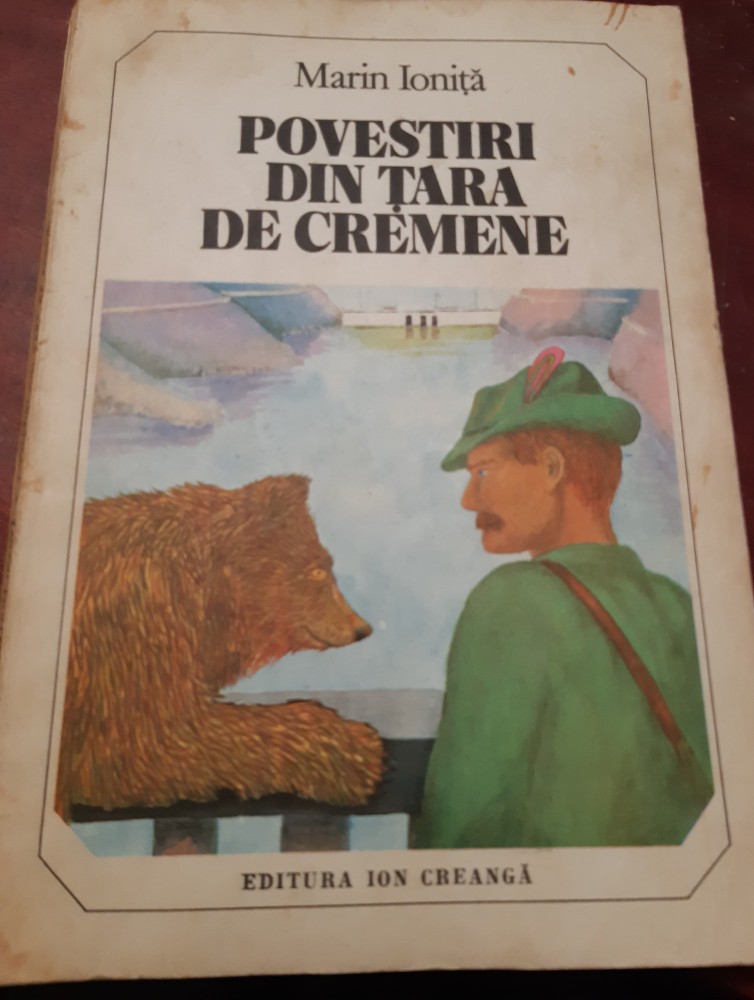 Marin Ioniță
POVESTIRI
DIN ȚARA
DE CREMENE
EDITURA ION CREANGĂ